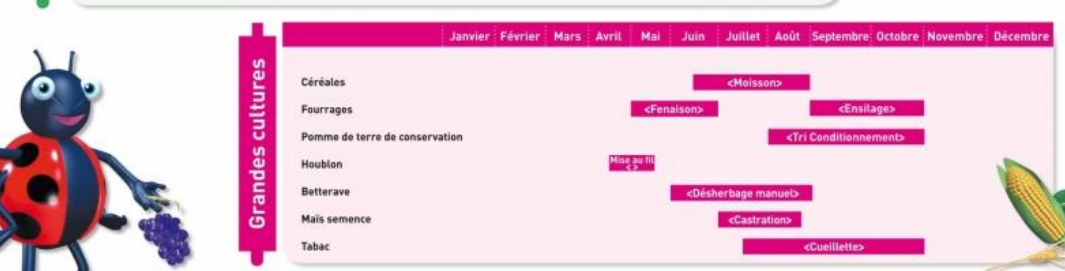 Janvier Février Mars Avril Mai Juin Juillet Août Septembre Octobre Novembre Décembre
Grandes cultures
Céréales <Moisson>
Fourrages <Fenaison> <Ensilage>
Pomme de terre de conservation <Tri Conditionnement>
Houblon Mise au fil
<>
Betterave <Désherbage manuel>
Maïs semence <Castration>
Tabac <Cueillette>